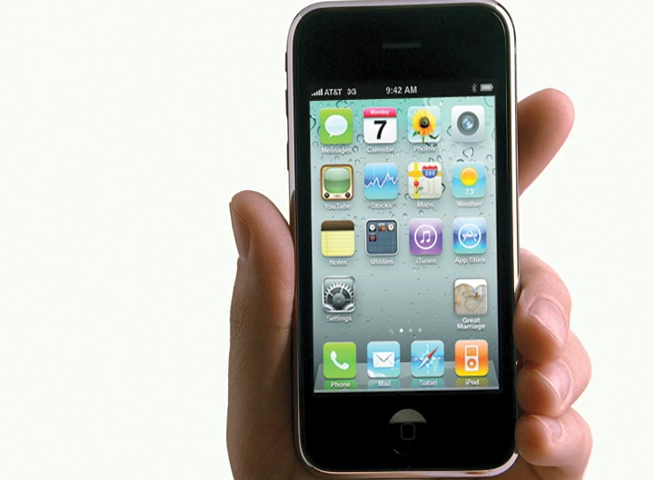 AT&T 3G 9:42 AM
Monday
7
Messages Calendar Photos
280
73
YouTube Stocks Maps Weather
Notes Utilities iTunes App Store
Settings Great
Marriage
Phone Mail Safari iPod